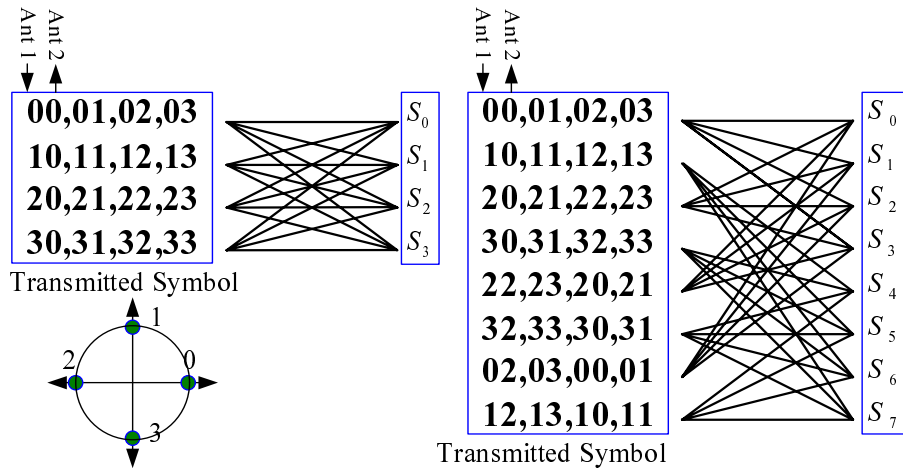 Ant 1
Ant 2
00,01,02,03
10,11,12,13
20,21,22,23
30,31,32,33
S0
S1
S2
S3
Transmitted Symbol
1
2
0
3
Ant 1
Ant 2
00,01,02,03
10,11,12,13
20,21,22,23
30,31,32,33
22,23,20,21
32,33,30,31
02,03,00,01
12,13,10,11
S0
S1
S2
S3
S4
S5
S6
S7
Transmitted Symbol